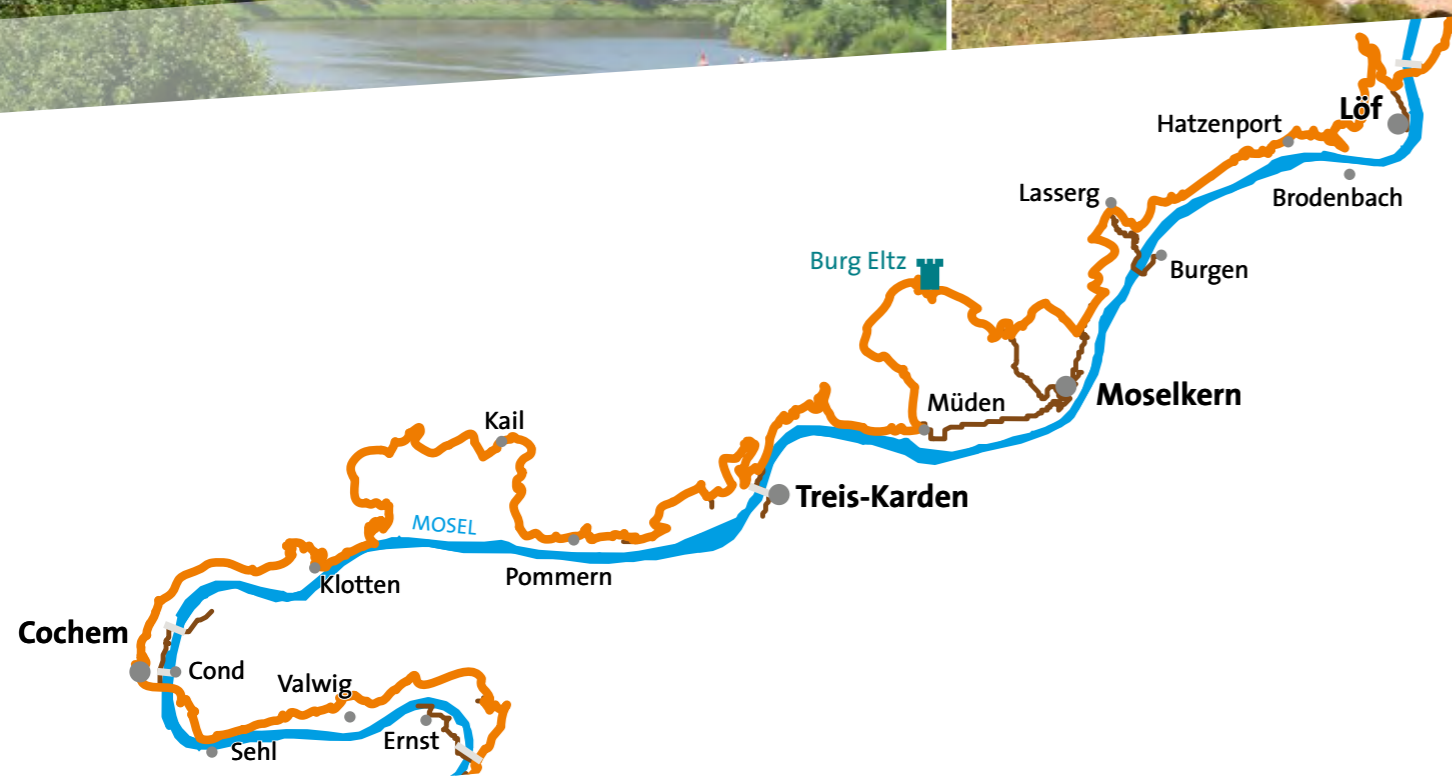 Löf
Hatzenport
Brodenbach
Lasserg
Burgen
Burg Eltz
Moselkern
Müden
Kail
Treis-Karden
MOSEL
Pommern
Klotten
Cochem
Cond
Valwig
Ernst
Sehl